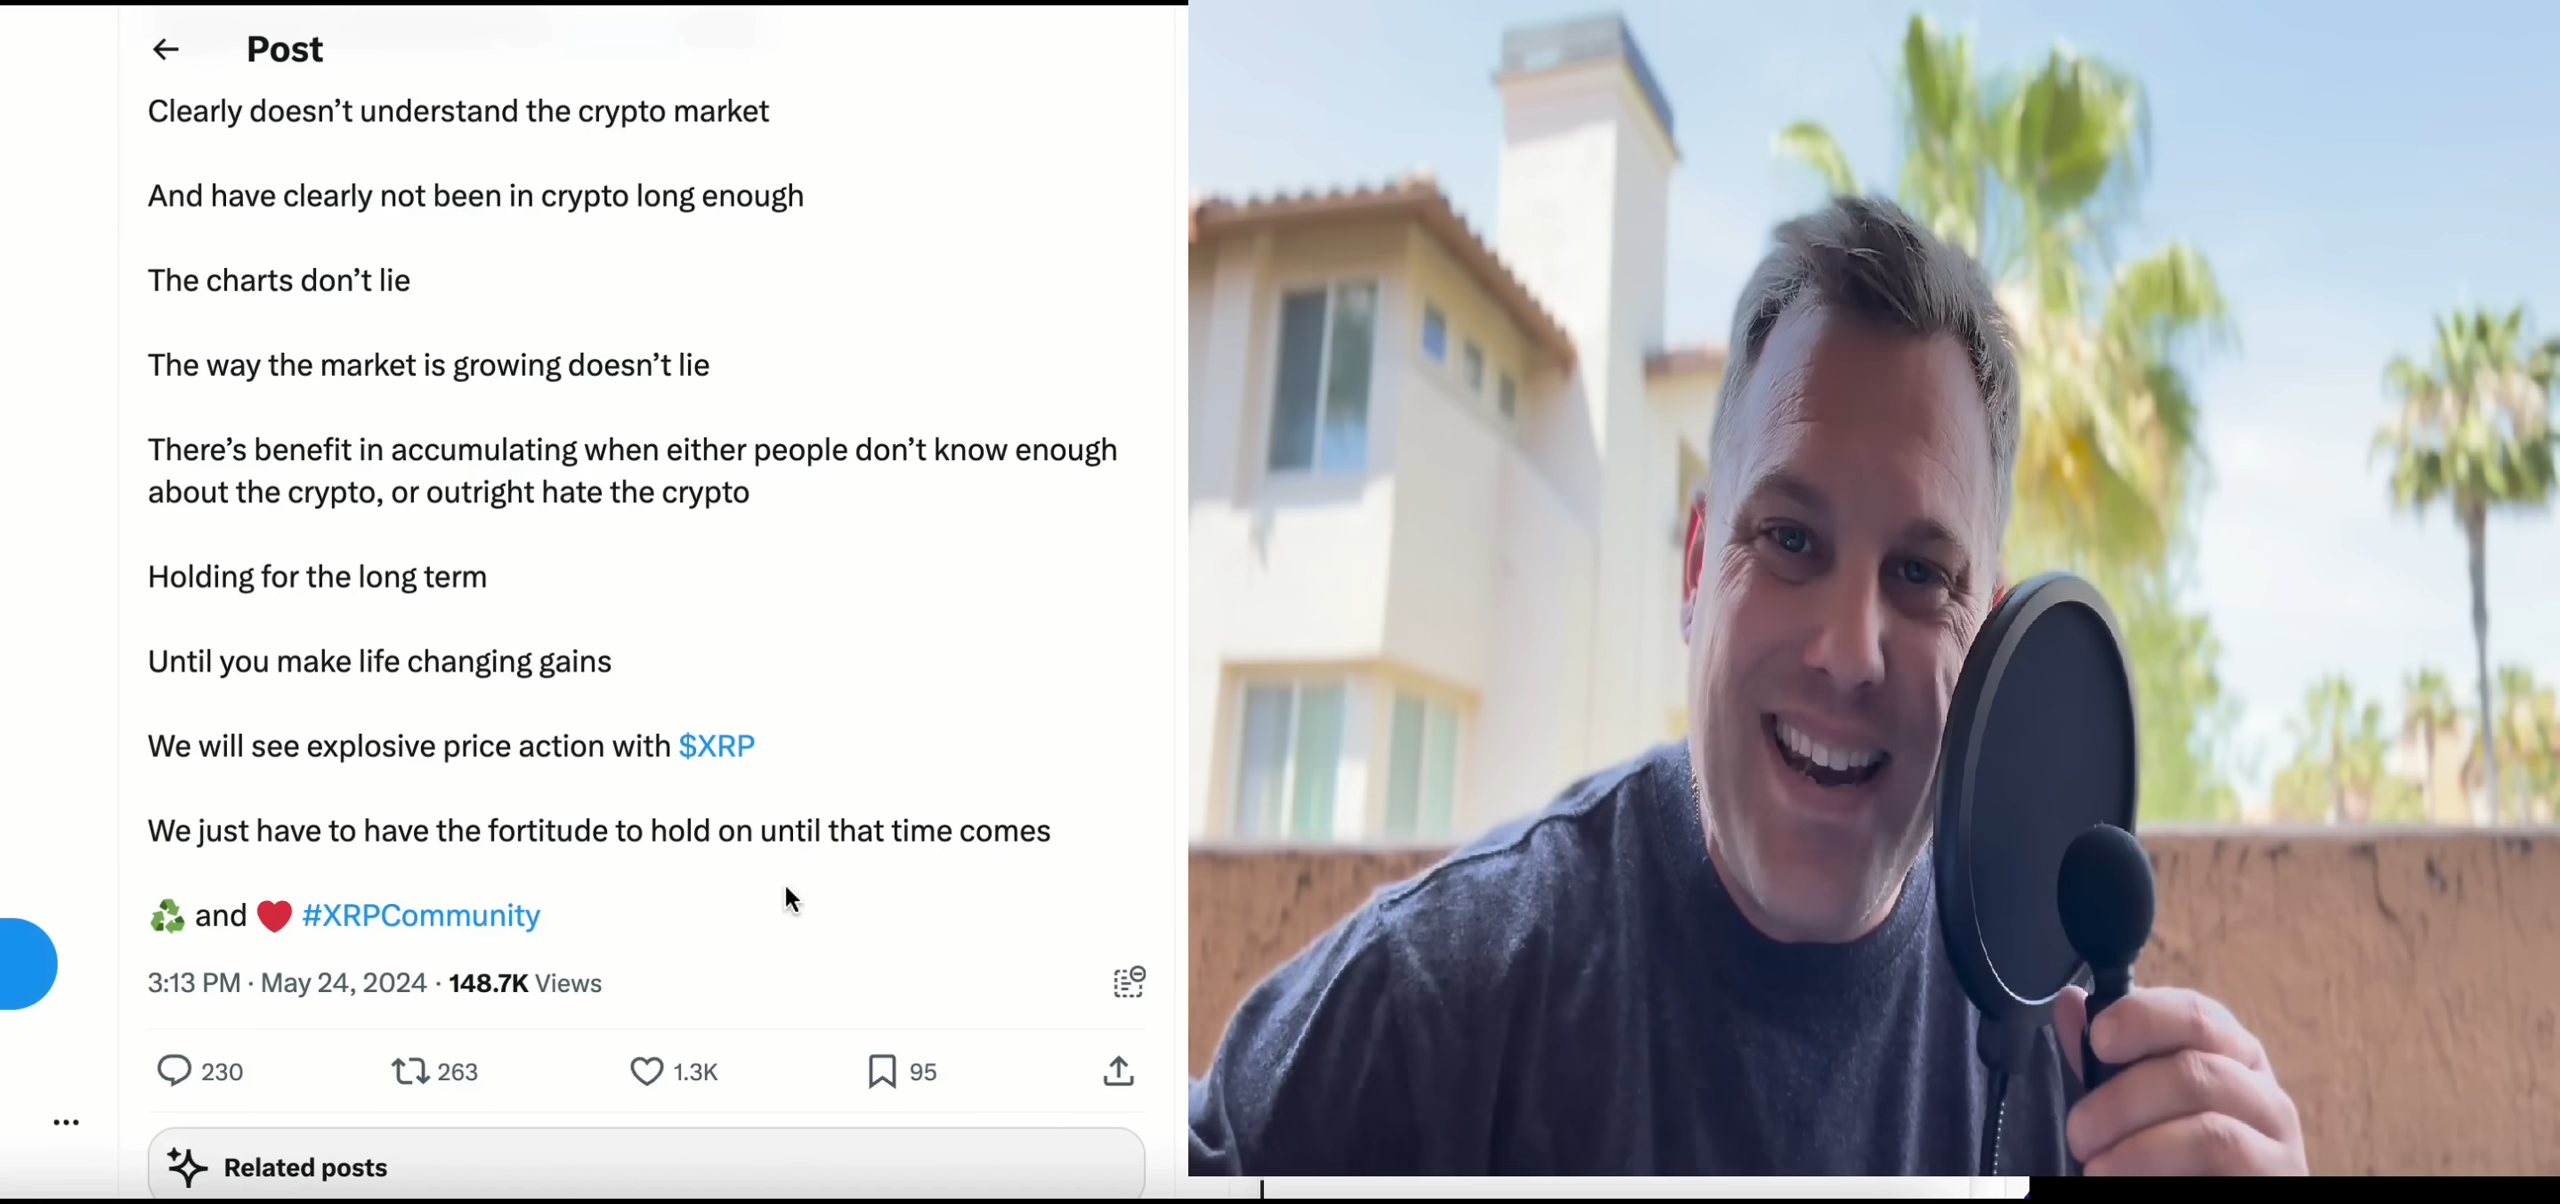 Post
Clearly doesn’t understand the crypto market
And have clearly not been in crypto long enough
The charts don’t lie
The way the market is growing doesn’t lie
There’s benefit in accumulating when either people don’t know enough
about the crypto, or outright hate the crypto
Holding for the long term
Until you make life changing gains
We will see explosive price action with $XRP
We just have to have the fortitude to hold on until that time comes
♻️ and ❤️ #XRPCommunity
3:13 PM · May 24, 2024 · 148.7K Views
230 263 1.3K 95
Related posts